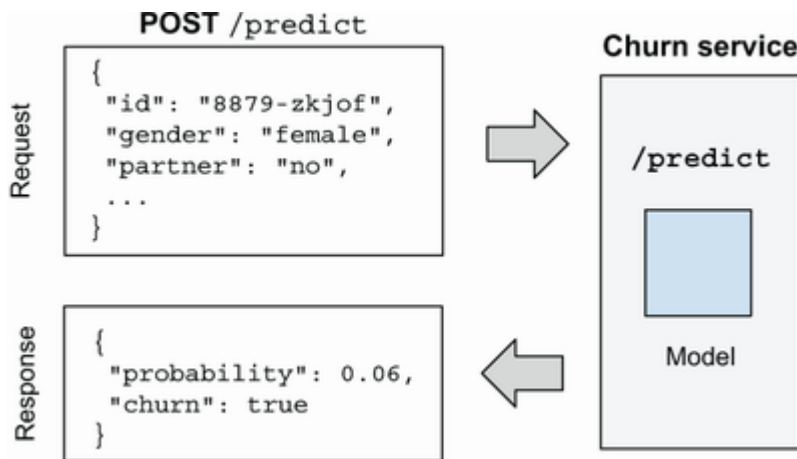 POST /predict
Request
{
"id": "8879-zkjof",
"gender": "female",
"partner": "no",
...
}
Churn service
/predict
Model
Response
{
"probability": 0.06,
"churn": true
}